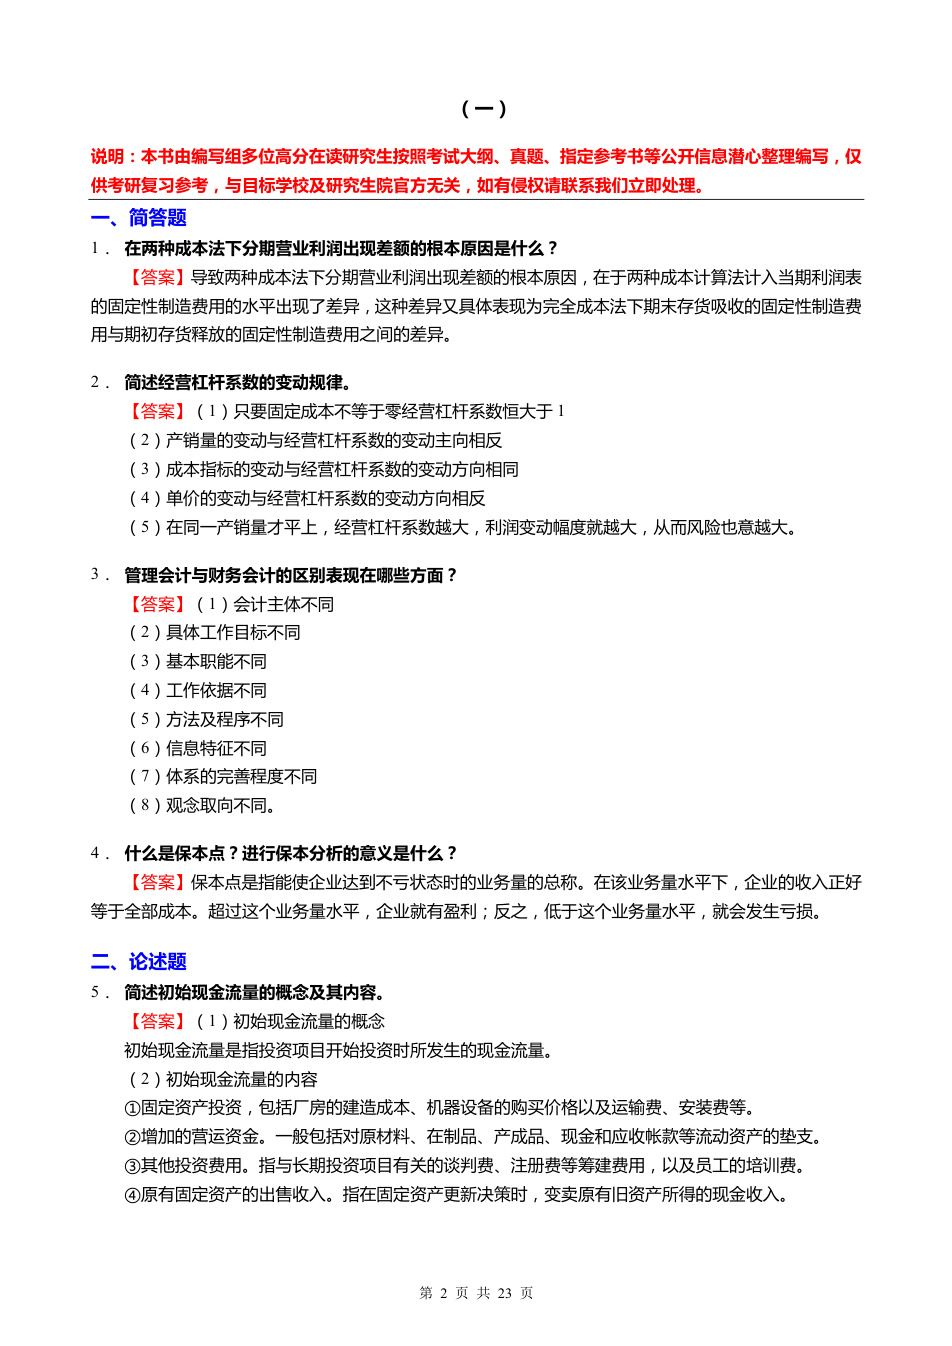 （一）
说明：本书由编写组多位高分在读研究生按照考试大纲、真题、指定参考书等公开信息潜心整理编写，仅
供考研复习参考，与目标学校及研究生院官方无关，如有侵权请联系我们立即处理。
一、简答题
1． 在两种成本法下分期营业利润出现差额的根本原因是什么？
【答案】导致两种成本法下分期营业利润出现差额的根本原因，在于两种成本计算法计入当期利润表
的固定性制造费用的水平出现了差异，这种差异又具体表现为完全成本法下期末存货吸收的固定性制造费
用与期初存货释放的固定性制造费用之间的差异。
2． 简述经营杠杆系数的变动规律。
【答案】（1）只要固定成本不等于零经营杠杆系数恒大于 1
（2）产销量的变动与经营杠杆系数的变动主向相反
（3）成本指标的变动与经营杠杆系数的变动方向相同
（4）单价的变动与经营杠杆系数的变动方向相反
（5）在同一产销量才平上，经营杠杆系数越大，利润变动幅度就越大，从而风险也意越大。
3． 管理会计与财务会计的区别表现在哪些方面？
【答案】（1）会计主体不同
（2）具体工作目标不同
（3）基本职能不同
（4）工作依据不同
（5）方法及程序不同
（6）信息特征不同
（7）体系的完善程度不同
（8）观念取向不同。
4． 什么是保本点？进行保本分析的意义是什么？
【答案】保本点是指能使企业达到不亏状态时的业务量的总称。在该业务量水平下，企业的收入正好
等于全部成本。超过这个业务量水平，企业就有盈利；反之，低于这个业务量水平，就会发生亏损。
二、论述题
5． 简述初始现金流量的概念及其内容。
【答案】（1）初始现金流量的概念
初始现金流量是指投资项目开始投资时所发生的现金流量。
（2）初始现金流量的内容
①固定资产投资，包括厂房的建造成本、机器设备的购买价格以及运输费、安装费等。
②增加的营运资金。一般包括对原材料、在制品、产成品、现金和应收帐款等流动资产的垫支。
③其他投资费用。指与长期投资项目有关的谈判费、注册费等筹建费用，以及员工的培训费。
④原有固定资产的出售收入。指在固定资产更新决策时，变卖原有旧资产所得的现金收入。
第 2 页 共 23 页